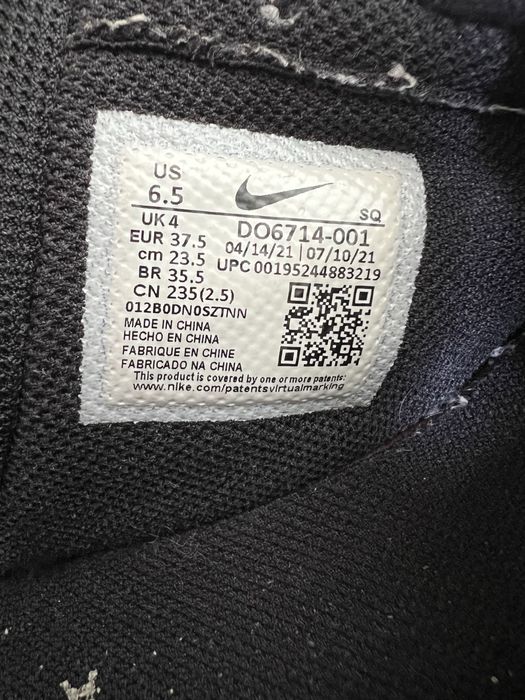 US
6.5
SQ
UK 4
DO6714-001
EUR 37.5
04/14/21 | 07/10/21
cm 23.5
UPC 00195244883219
BR 35.5
CN 235(2.5)
012B0DN0SZTNN
MADE IN CHINA
HECHO EN CHINA
FABRIQUE EN CHINE
FABRICADO NA CHINA
This product is covered by one or more patents:
www.nike.com/patentsvirtualmarking